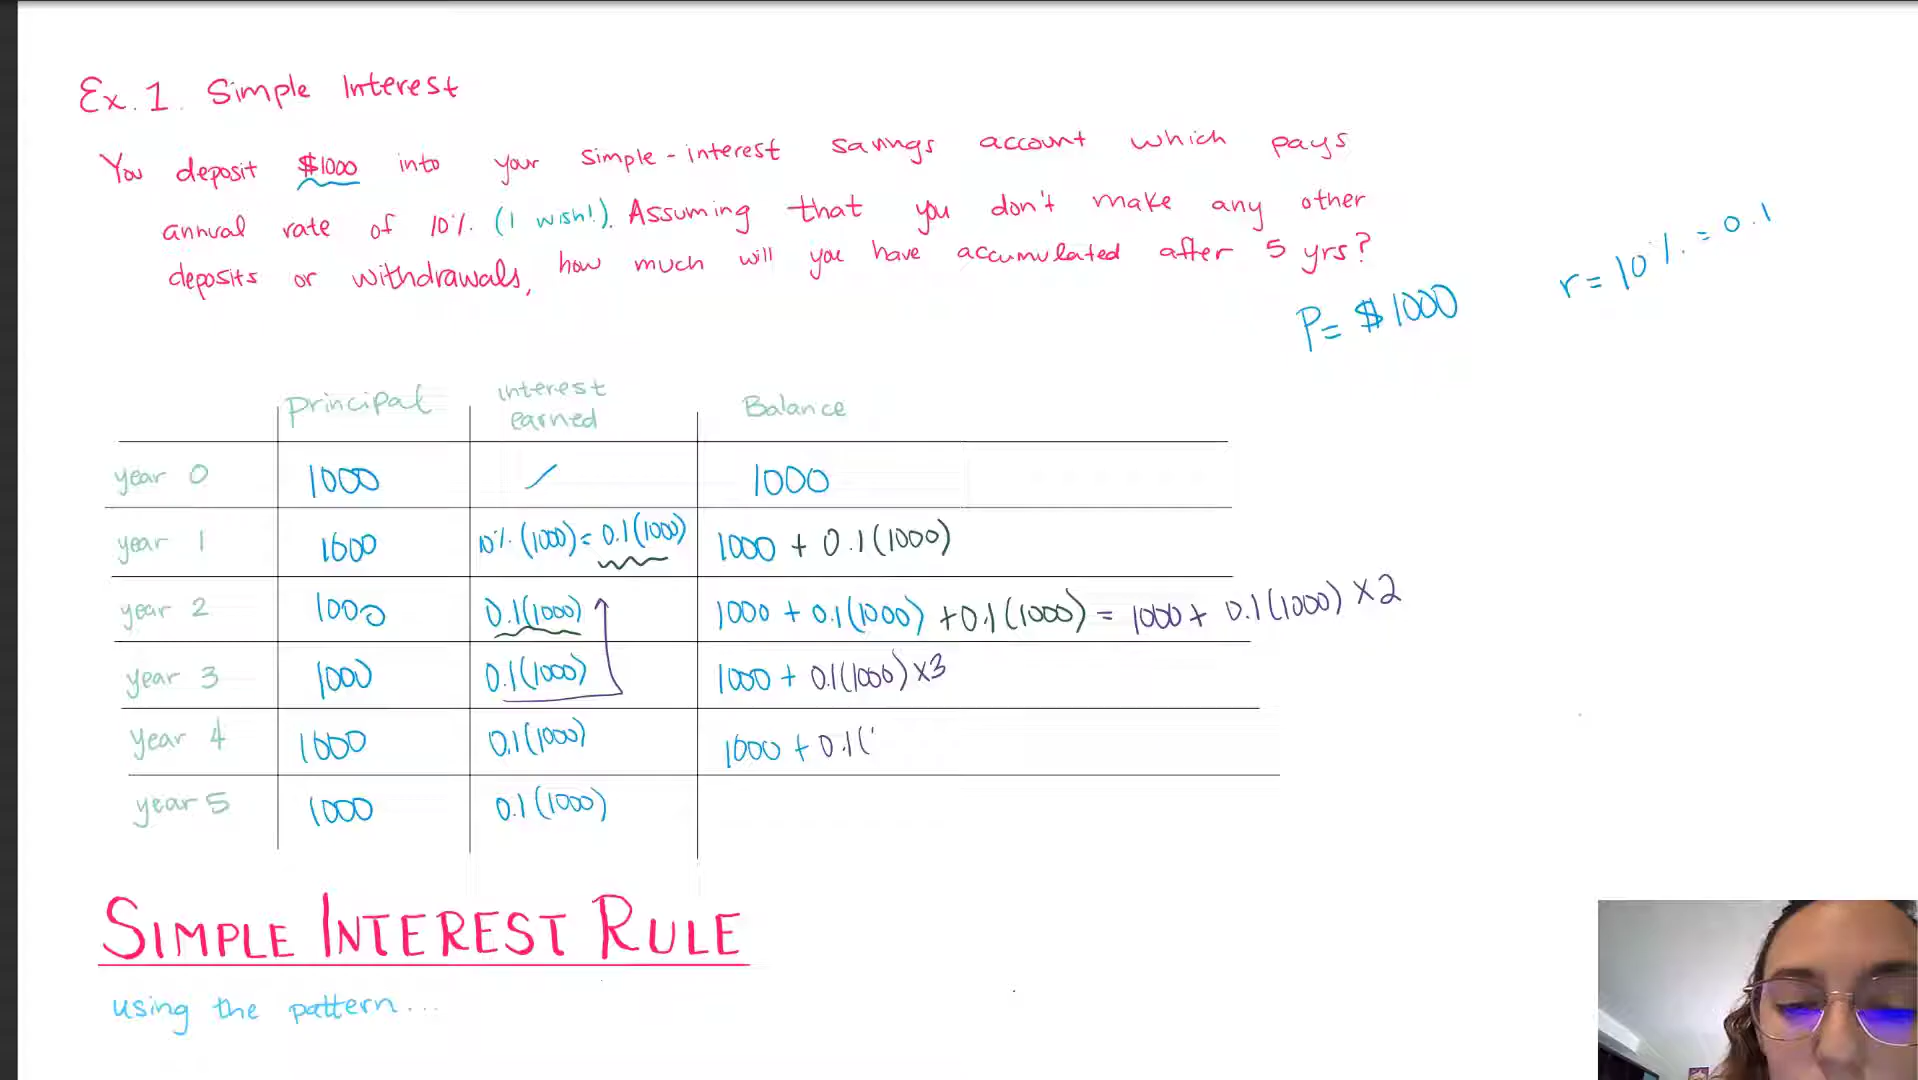 Ex. 1. Simple Interest
You deposit $1000 into your simple-interest savings account which pays
annual rate of 10% (I wish!). Assuming that you don't make any other
deposits or withdrawals, how much will you have accumulated after 5 yrs?
P = $1000 r = 10% = 0.1
principal interest earned Balance
year 0 1000 / 1000
year 1 1000 10% (1000) = 0.1(1000) 1000 + 0.1(1000)
year 2 1000 0.1(1000) 1000 + 0.1(1000) + 0.1(1000) = 1000 + 0.1(1000) x2
year 3 1000 0.1(1000) 1000 + 0.1(1000) x3
year 4 1000 0.1(1000) 1000 + 0.1(
year 5 1000 0.1(1000)
SIMPLE INTEREST RULE
using the pattern...